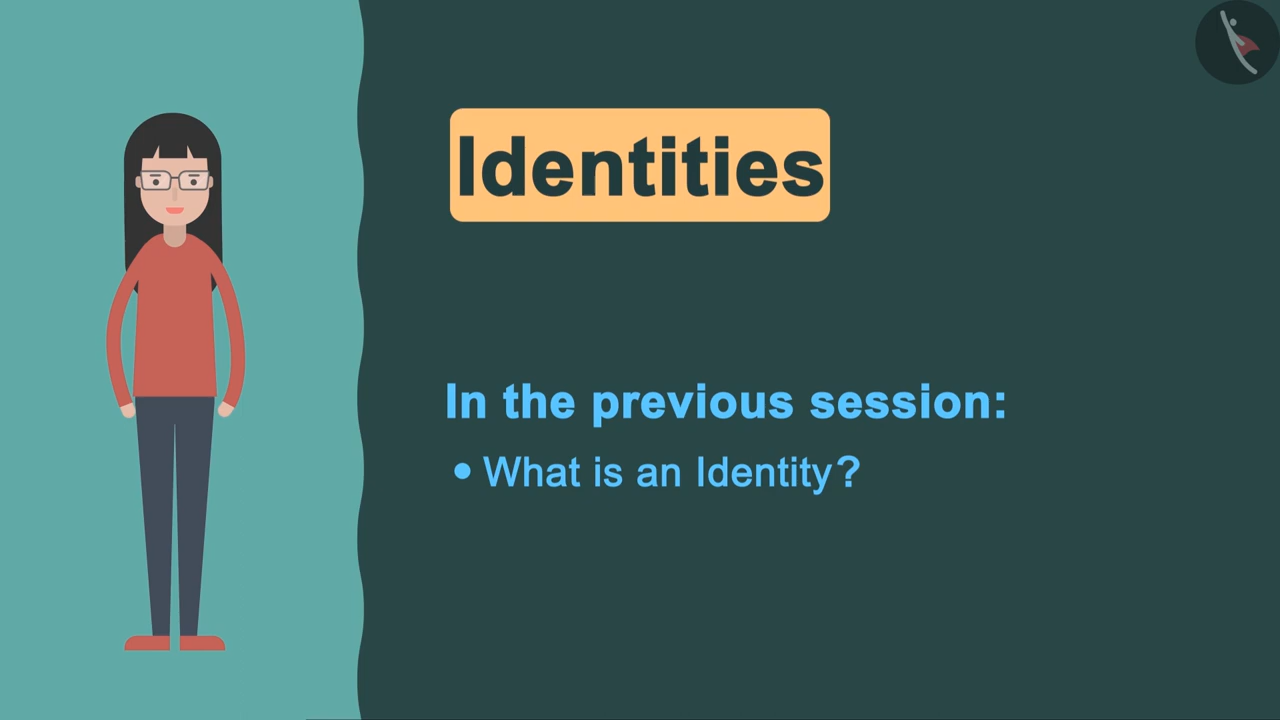 Identities
In the previous session:
• What is an Identity?